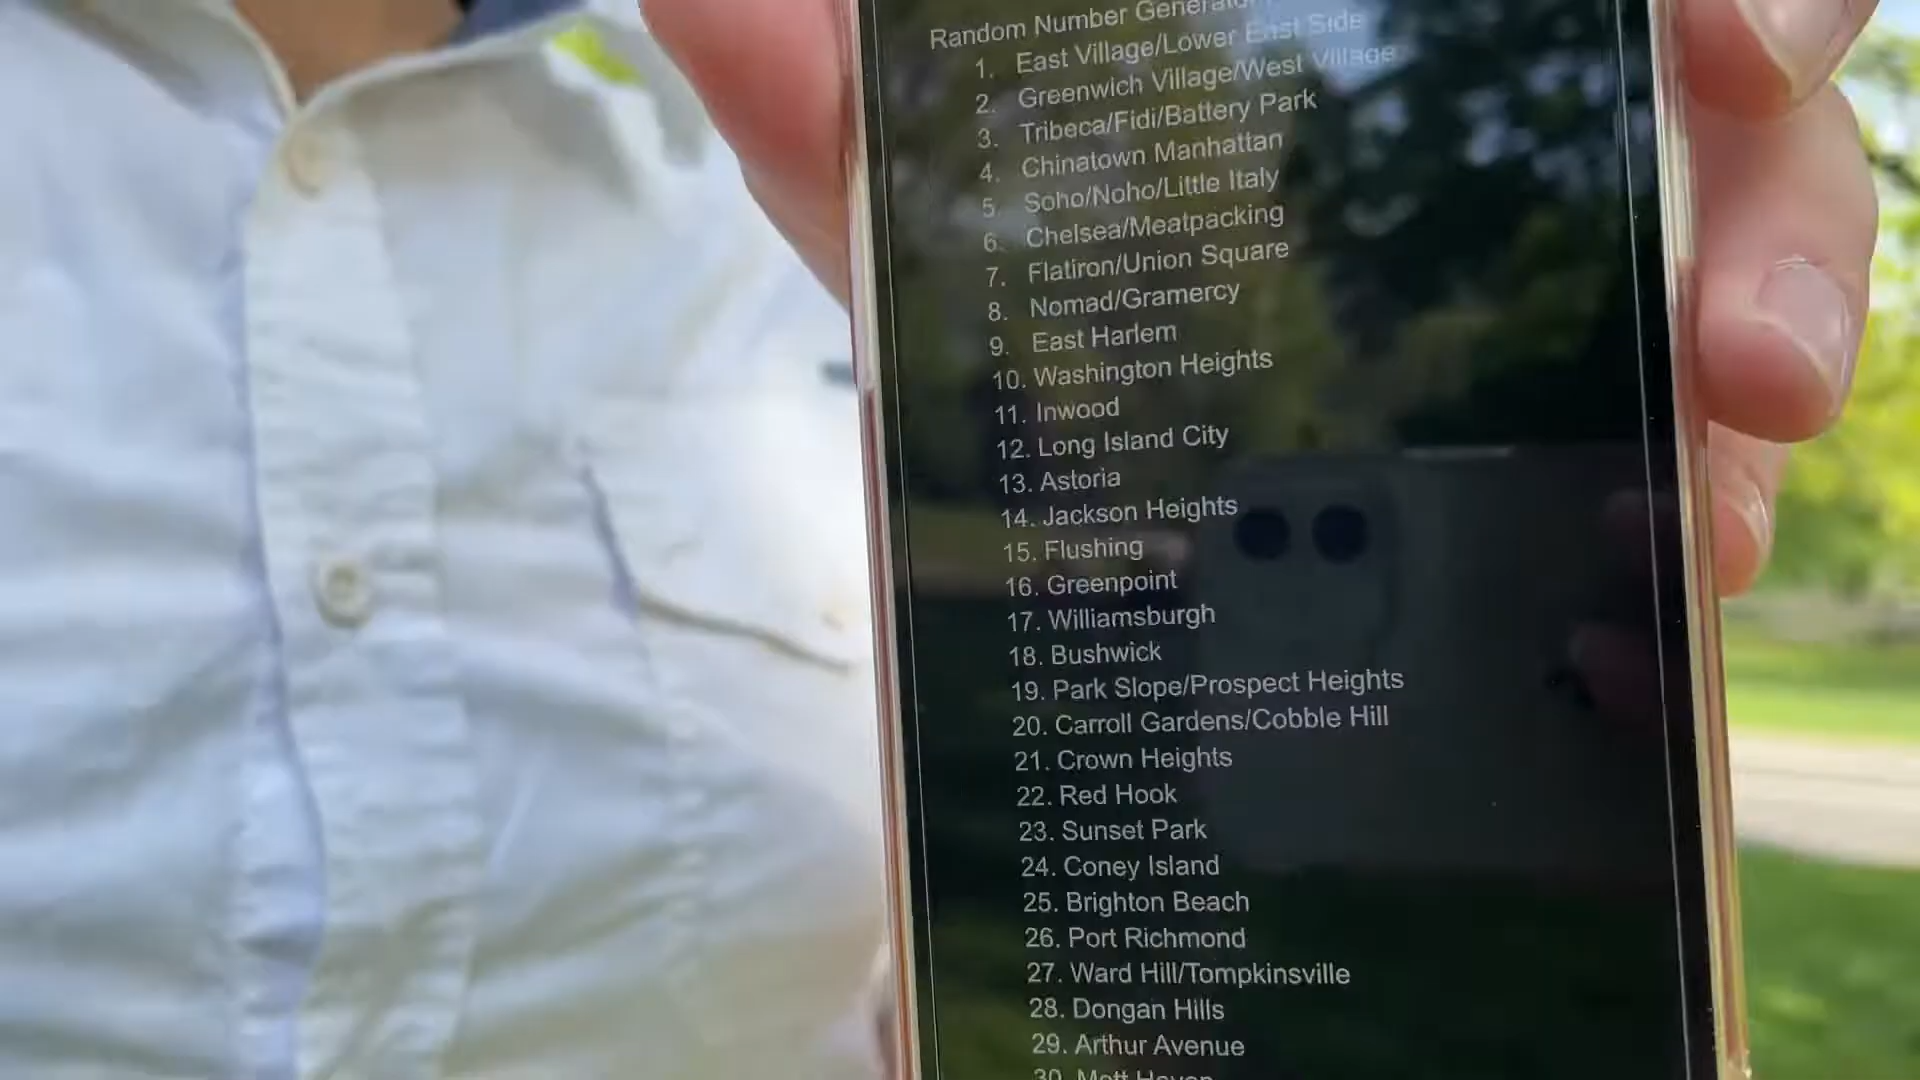 Random Number Generator
1. East Village/Lower East Side
2. Greenwich Village/West Village
3. Tribeca/Fidi/Battery Park
4. Chinatown Manhattan
5. Soho/Noho/Little Italy
6. Chelsea/Meatpacking
7. Flatiron/Union Square
8. Nomad/Gramercy
9. East Harlem
10. Washington Heights
11. Inwood
12. Long Island City
13. Astoria
14. Jackson Heights
15. Flushing
16. Greenpoint
17. Williamsburgh
18. Bushwick
19. Park Slope/Prospect Heights
20. Carroll Gardens/Cobble Hill
21. Crown Heights
22. Red Hook
23. Sunset Park
24. Coney Island
25. Brighton Beach
26. Port Richmond
27. Ward Hill/Tompkinsville
28. Dongan Hills
29. Arthur Avenue
30. Mott Haven